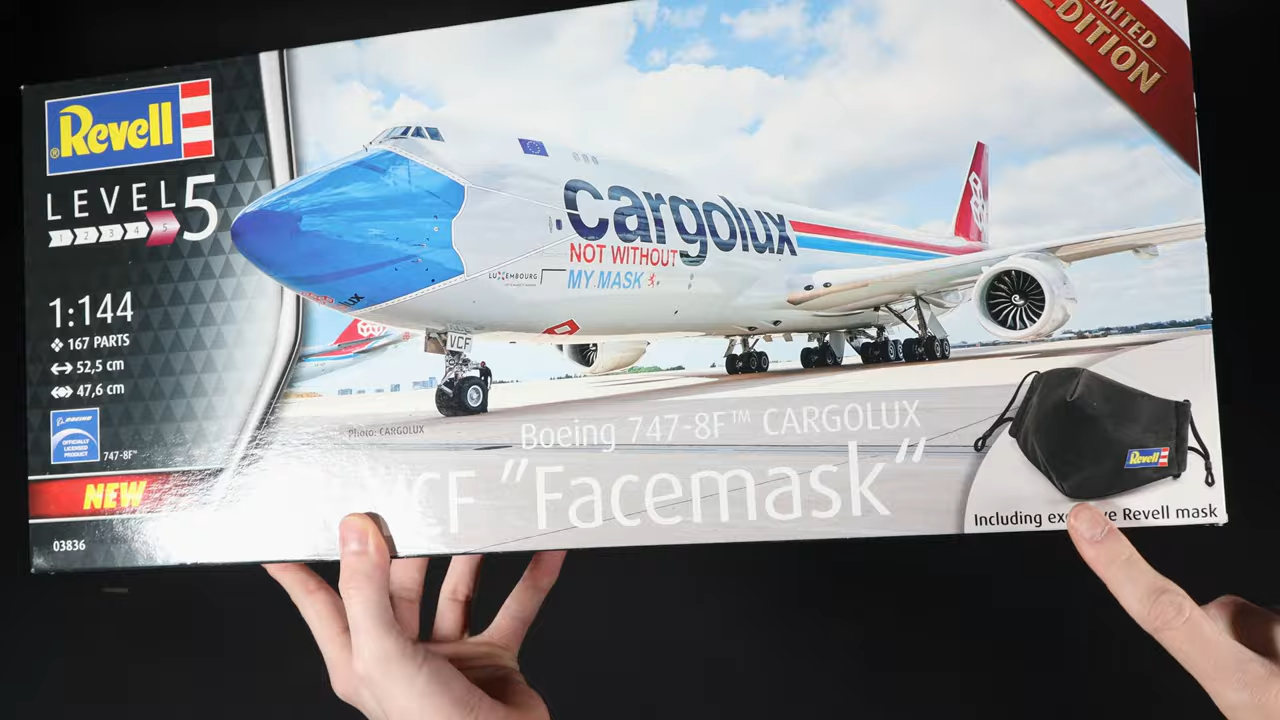 LIMITED
EDITION
Revell
LEVEL 5
1 2 3 4 5
1:144
167 PARTS
52,5 cm
47,6 cm
BOEING
OFFICIALLY
LICENSED
PRODUCT
747-8F™
NEW
03836
cargolux
NOT WITHOUT
MY MASK
LUXEMBOURG
VCF
Photo: CARGOLUX
Boeing 747-8F™ CARGOLUX
"Facemask"
Revell
Including Revell mask